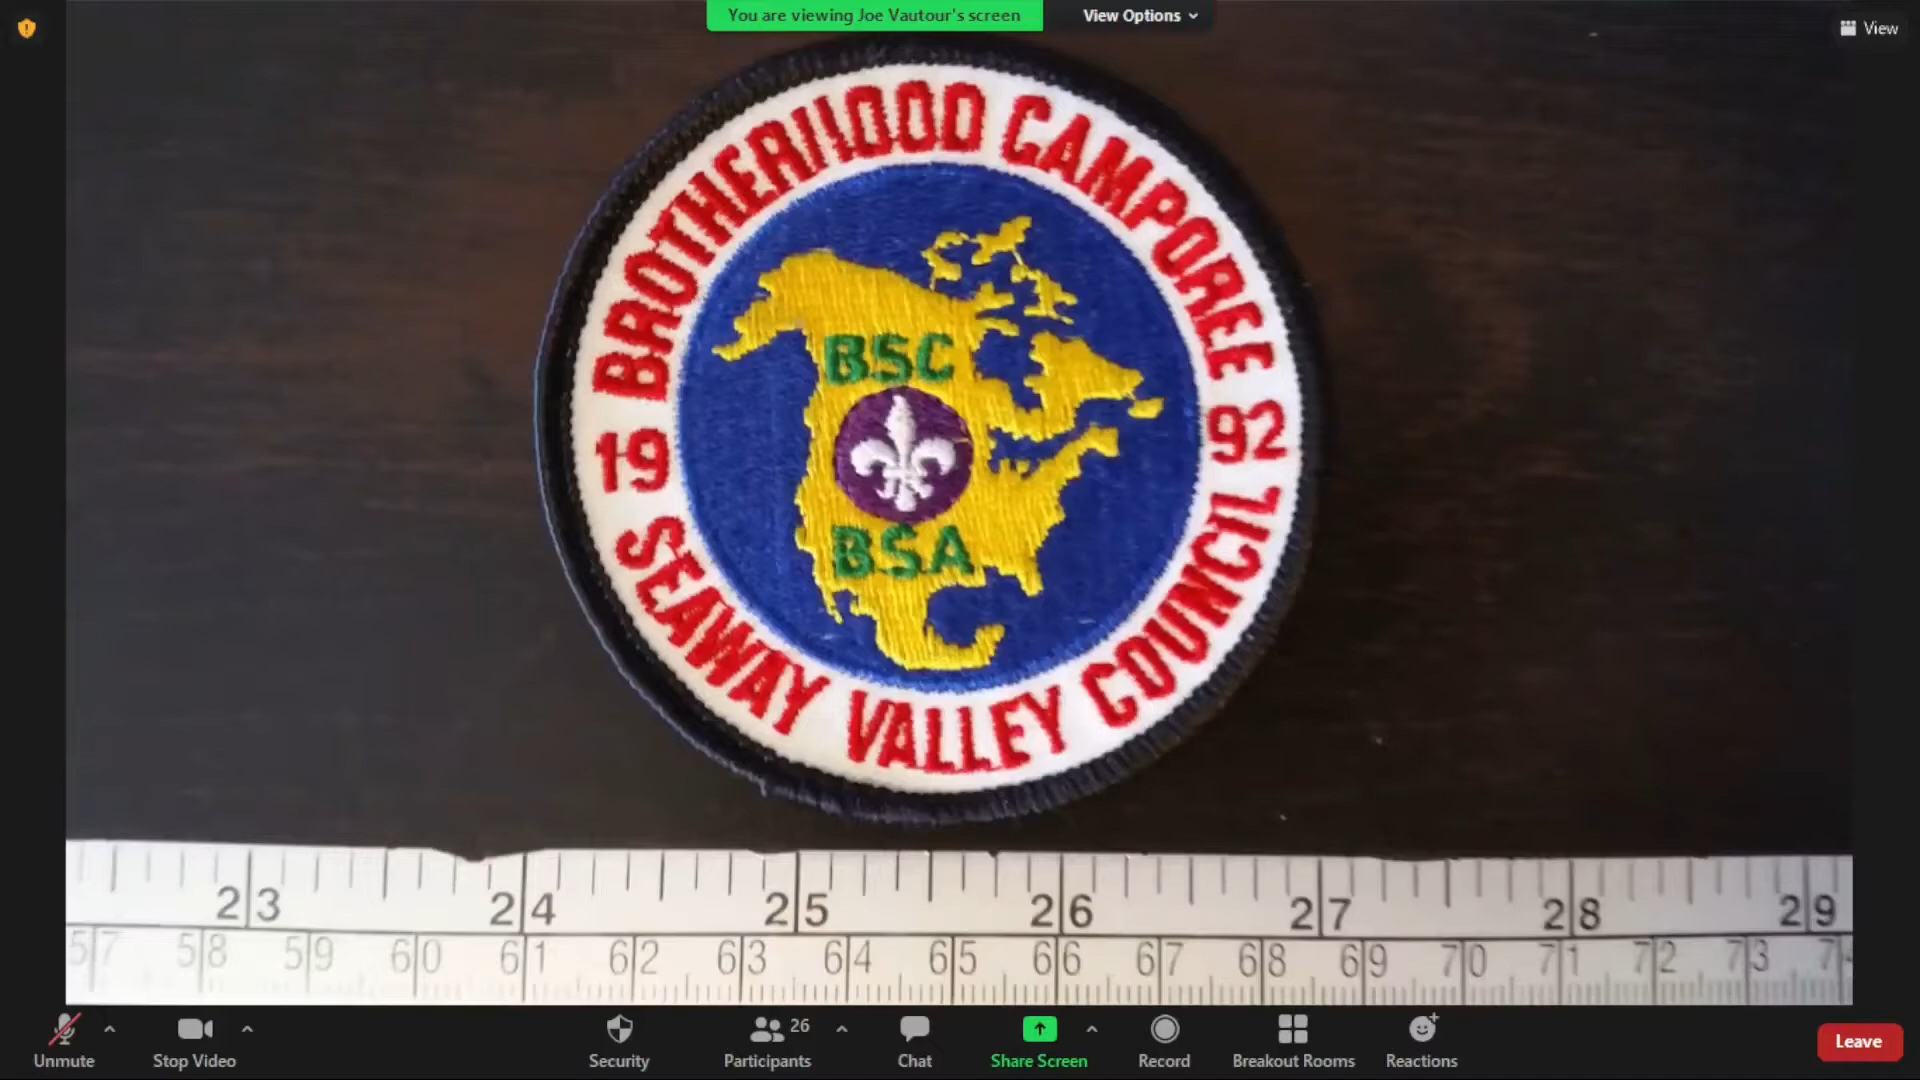 You are viewing Joe Vautour's screen
View Options
View
BROTHERHOOD CAMPOREE
BSC
19
92
BSA
SEAWAY VALLEY COUNCIL
23 24 25 26 27 28 29
57 58 59 60 61 62 63 64 65 66 67 68 69 70 71 72 73
Unmute
Stop Video
Security
26
Participants
Chat
Share Screen
Record
Breakout Rooms
Reactions
Leave